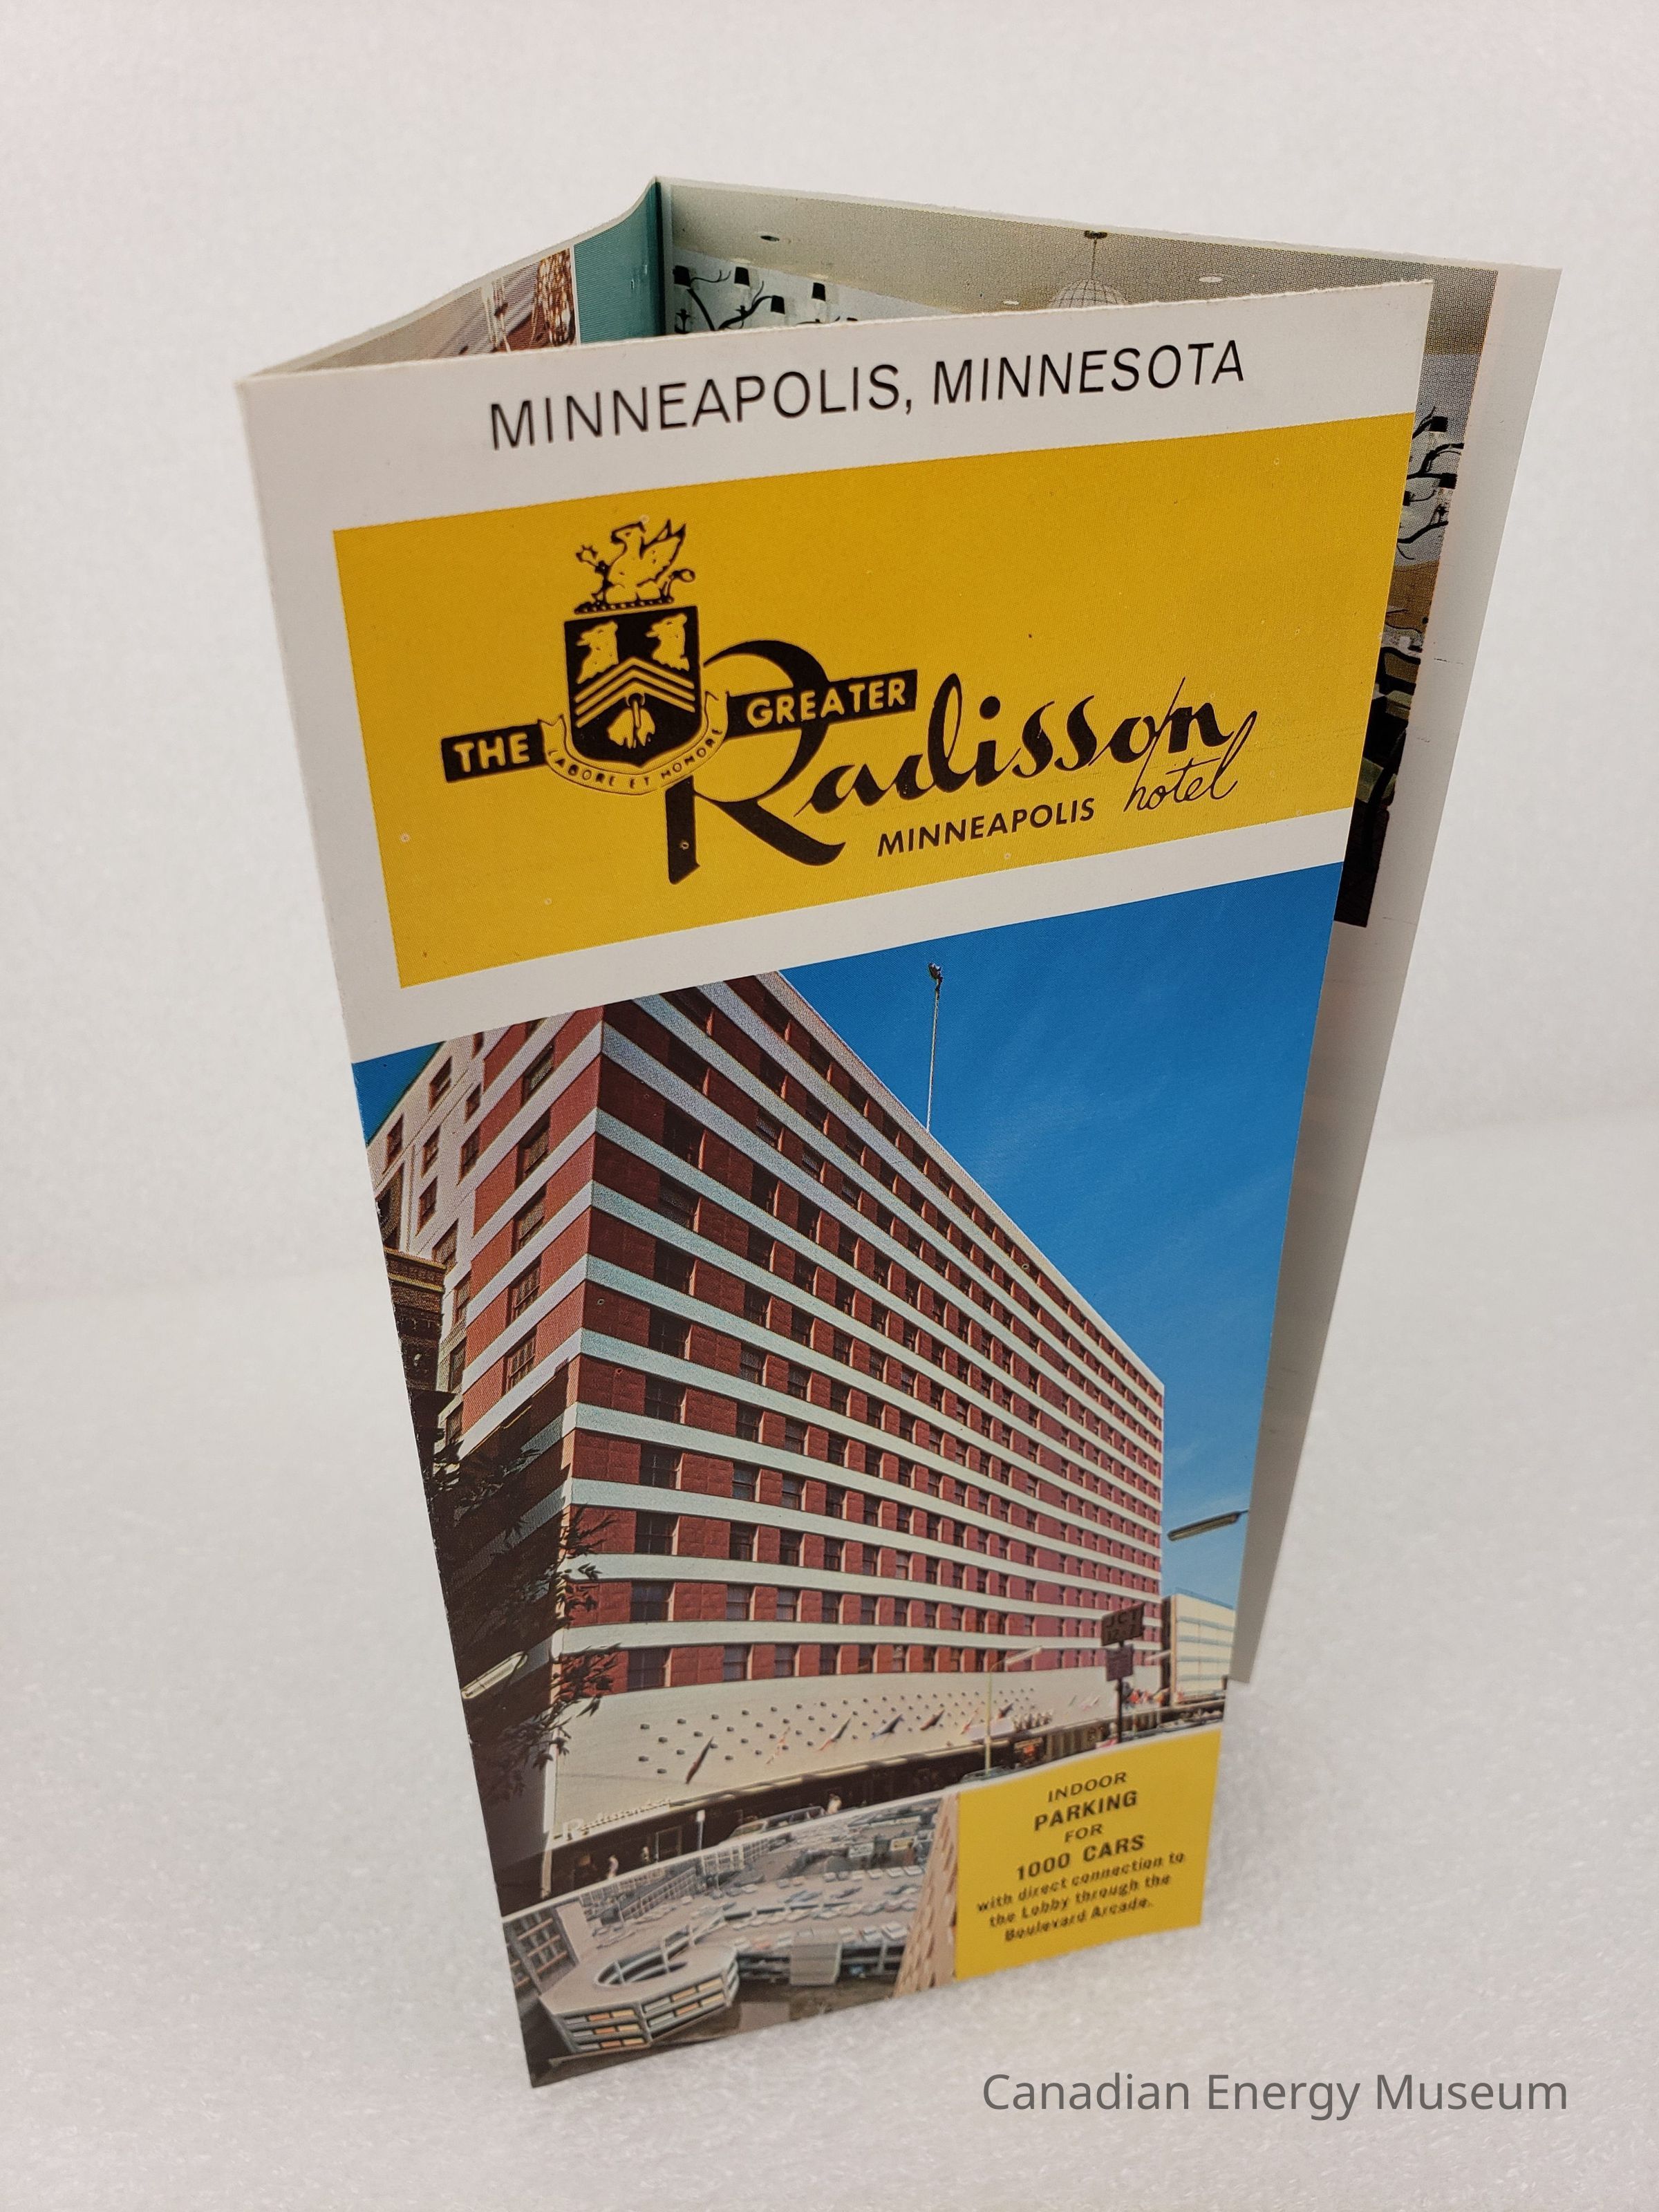 MINNEAPOLIS, MINNESOTA
THE GREATER
LABORE ET HONORE
Radisson
MINNEAPOLIS hotel
JCT
INDOOR
PARKING
FOR
1000 CARS
with direct connection to
the Lobby through the
Boulevard Arcade.
Canadian Energy Museum